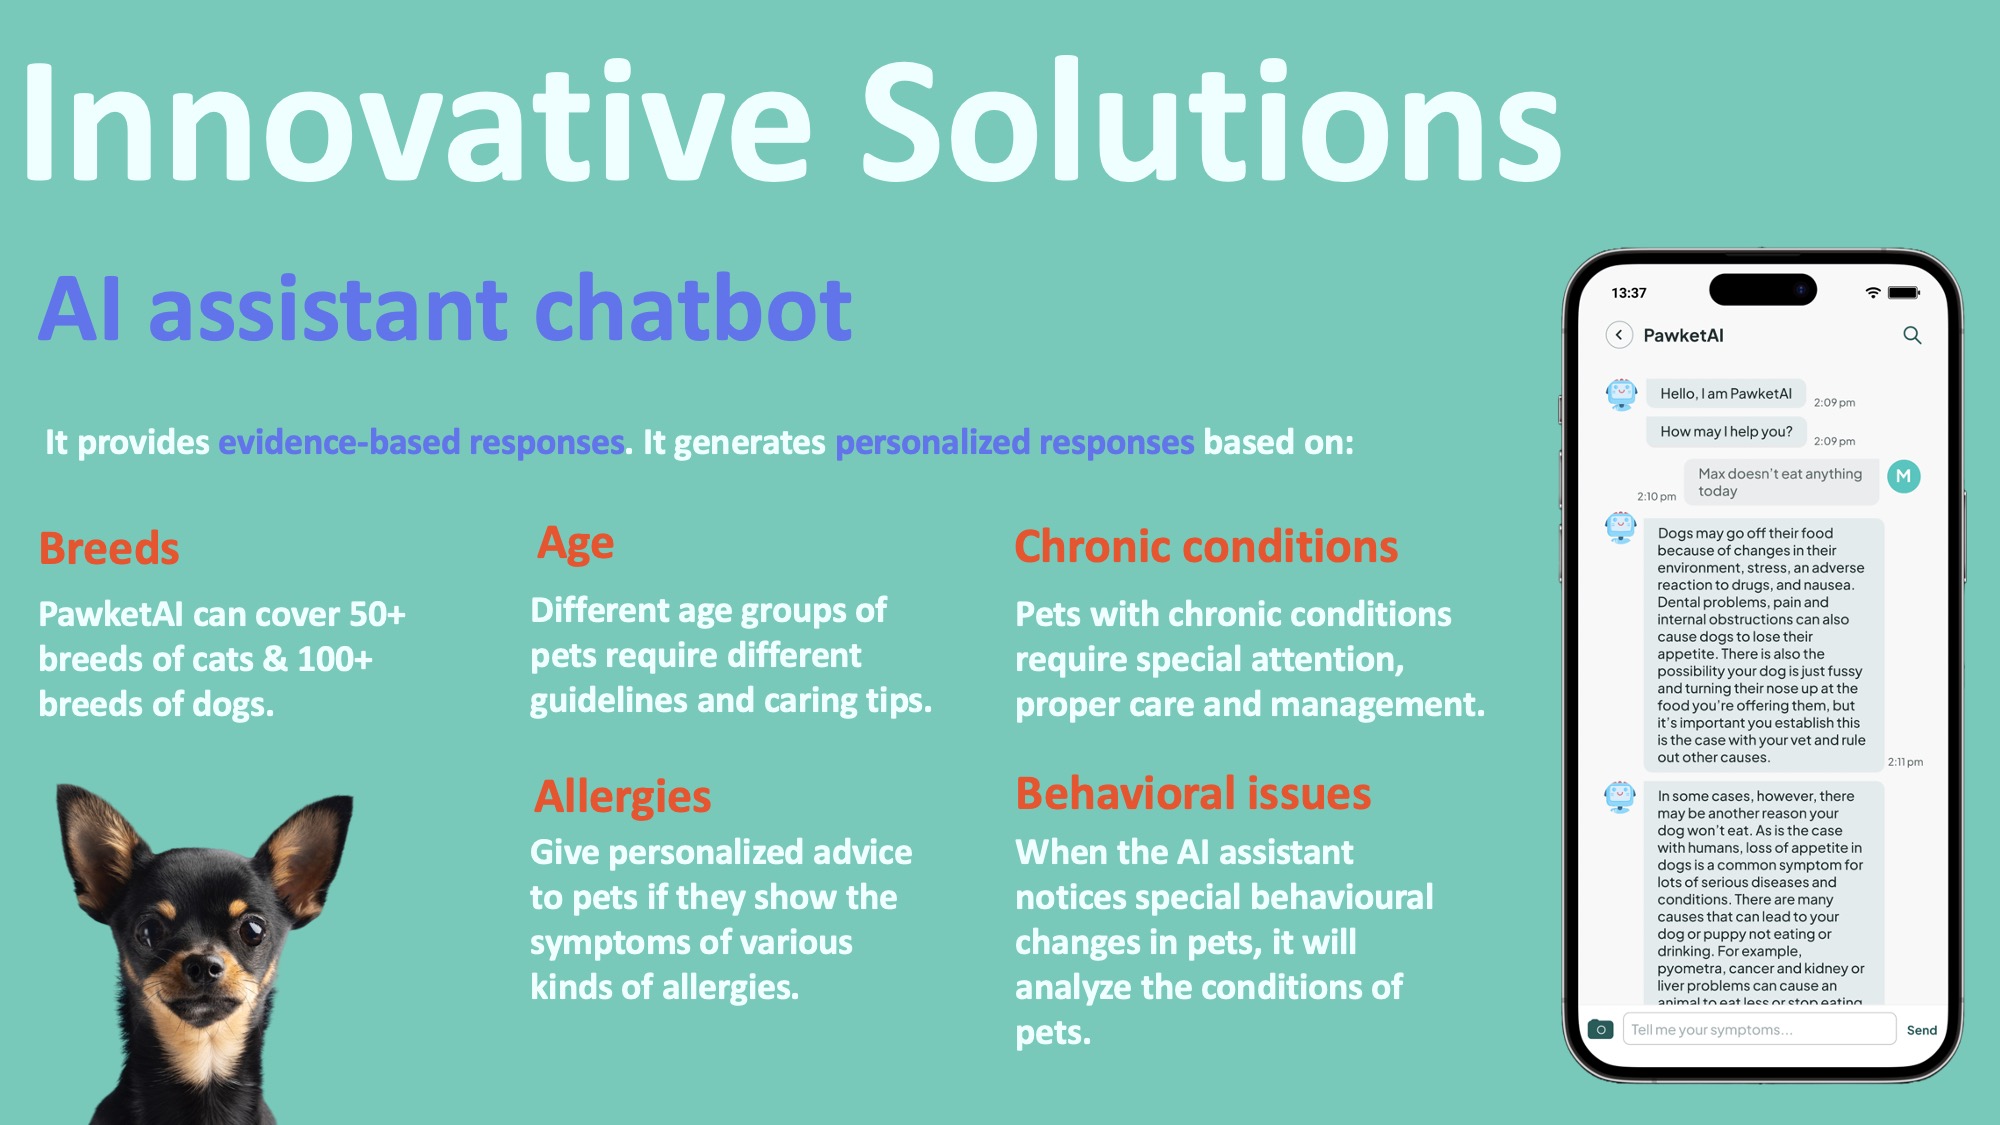 Innovative Solutions
AI assistant chatbot
It provides evidence-based responses. It generates personalized responses based on:
Breeds
PawketAI can cover 50+
breeds of cats & 100+
breeds of dogs.
Age
Different age groups of
pets require different
guidelines and caring tips.
Chronic conditions
Pets with chronic conditions
require special attention,
proper care and management.
Allergies
Give personalized advice
to pets if they show the
symptoms of various
kinds of allergies.
Behavioral issues
When the AI assistant
notices special behavioural
changes in pets, it will
analyze the conditions of
pets.
13:37
PawketAI
Hello, I am PawketAI
2:09 pm
How may I help you?
2:09 pm
Max doesn't eat anything
today
M
2:10 pm
Dogs may go off their food
because of changes in their
environment, stress, an adverse
reaction to drugs, and nausea.
Dental problems, pain and
internal obstructions can also
cause dogs to lose their
appetite. There is also the
possibility your dog is just fussy
and turning their nose up at the
food you're offering them, but
it's important you establish this
is the case with your vet and rule
out other causes.
2:11 pm
In some cases, however, there
may be another reason your
dog won't eat. As is the case
with humans, loss of appetite in
dogs is a common symptom for
lots of serious diseases and
conditions. There are many
causes that can lead to your
dog or puppy not eating or
drinking. For example,
pyometra, cancer and kidney or
liver problems can cause an
animal to eat less or stop eating
Tell me your symptoms...
Send